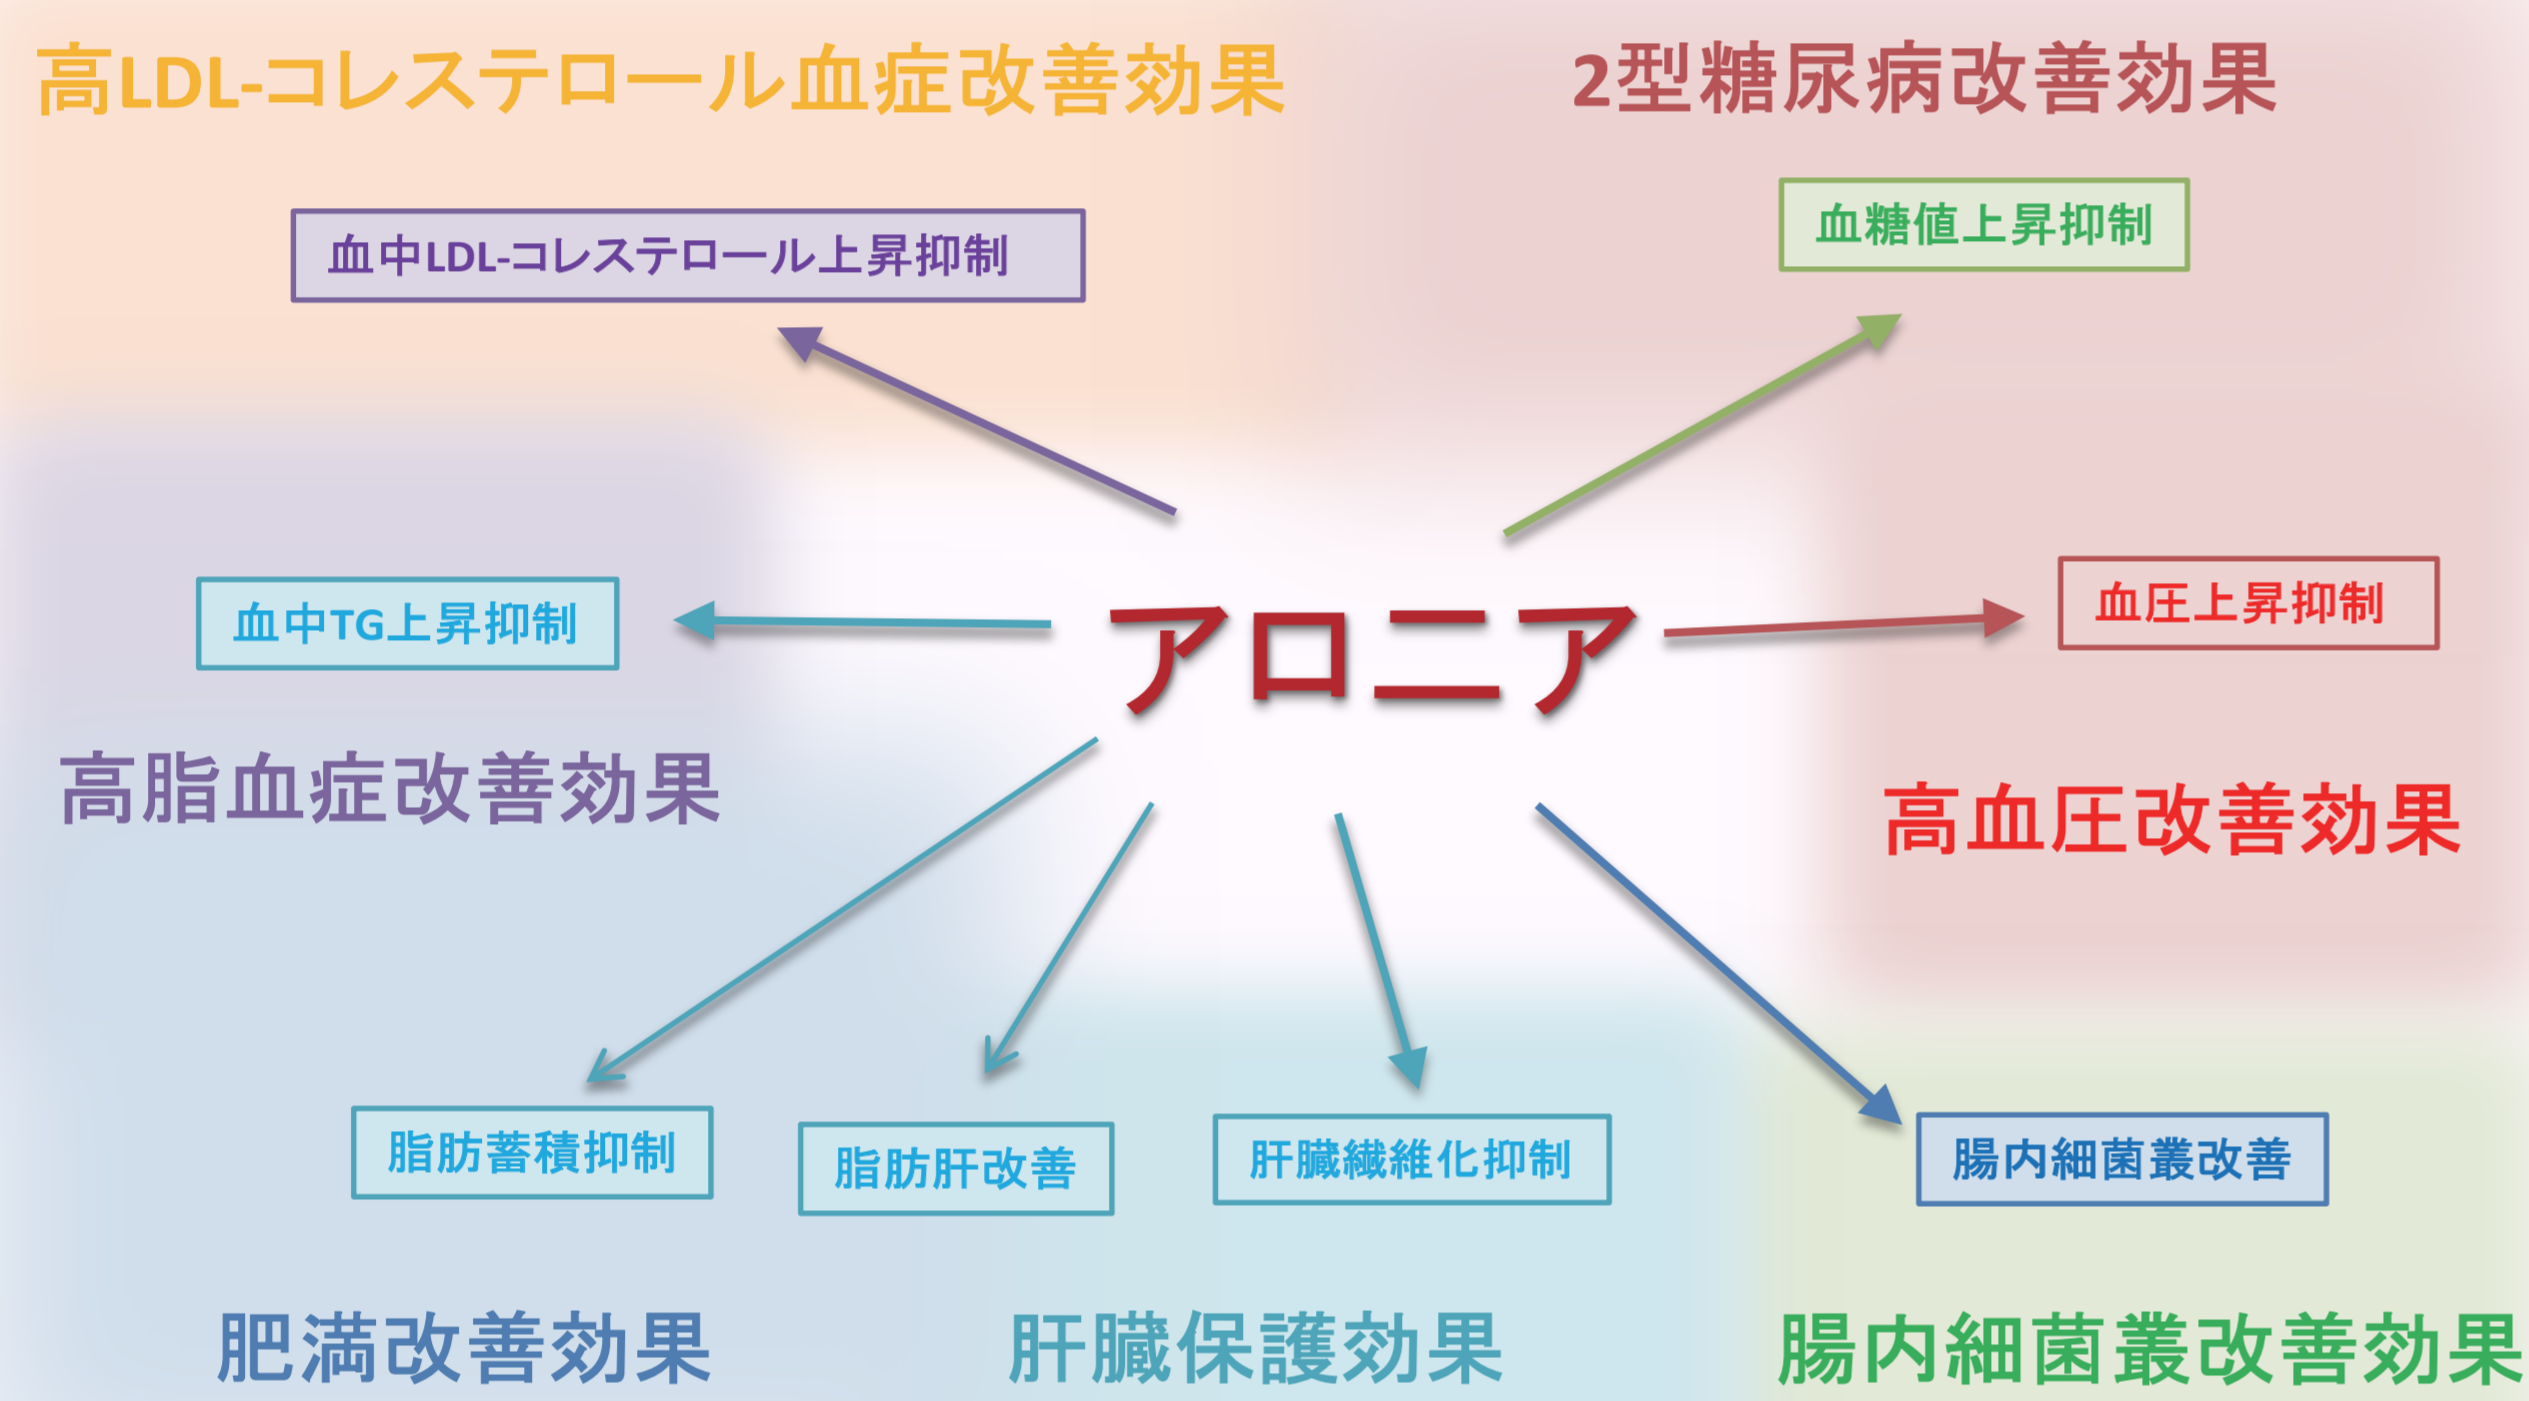 高LDL-コレステロール血症改善効果
2型糖尿病改善効果
血中LDL-コレステロール上昇抑制
血糖値上昇抑制
血中TG上昇抑制
アロニア
血圧上昇抑制
高脂血症改善効果
高血圧改善効果
脂肪蓄積抑制
脂肪肝改善
肝臓繊維化抑制
腸内細菌叢改善
肥満改善効果
肝臓保護効果
腸内細菌叢改善効果